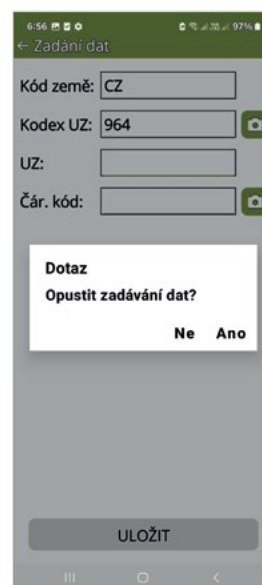 6:56 97%
← Zadání dat
Kód země: CZ
Kodex UZ: 964
UZ:
Čár. kód:
Dotaz
Opustit zadávání dat?
Ne Ano
ULOŽIT